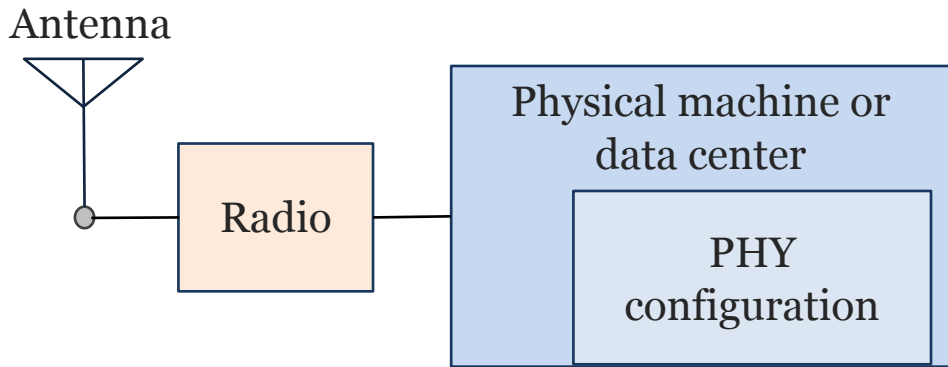 Antenna
Physical machine or
data center
Radio
PHY
configuration